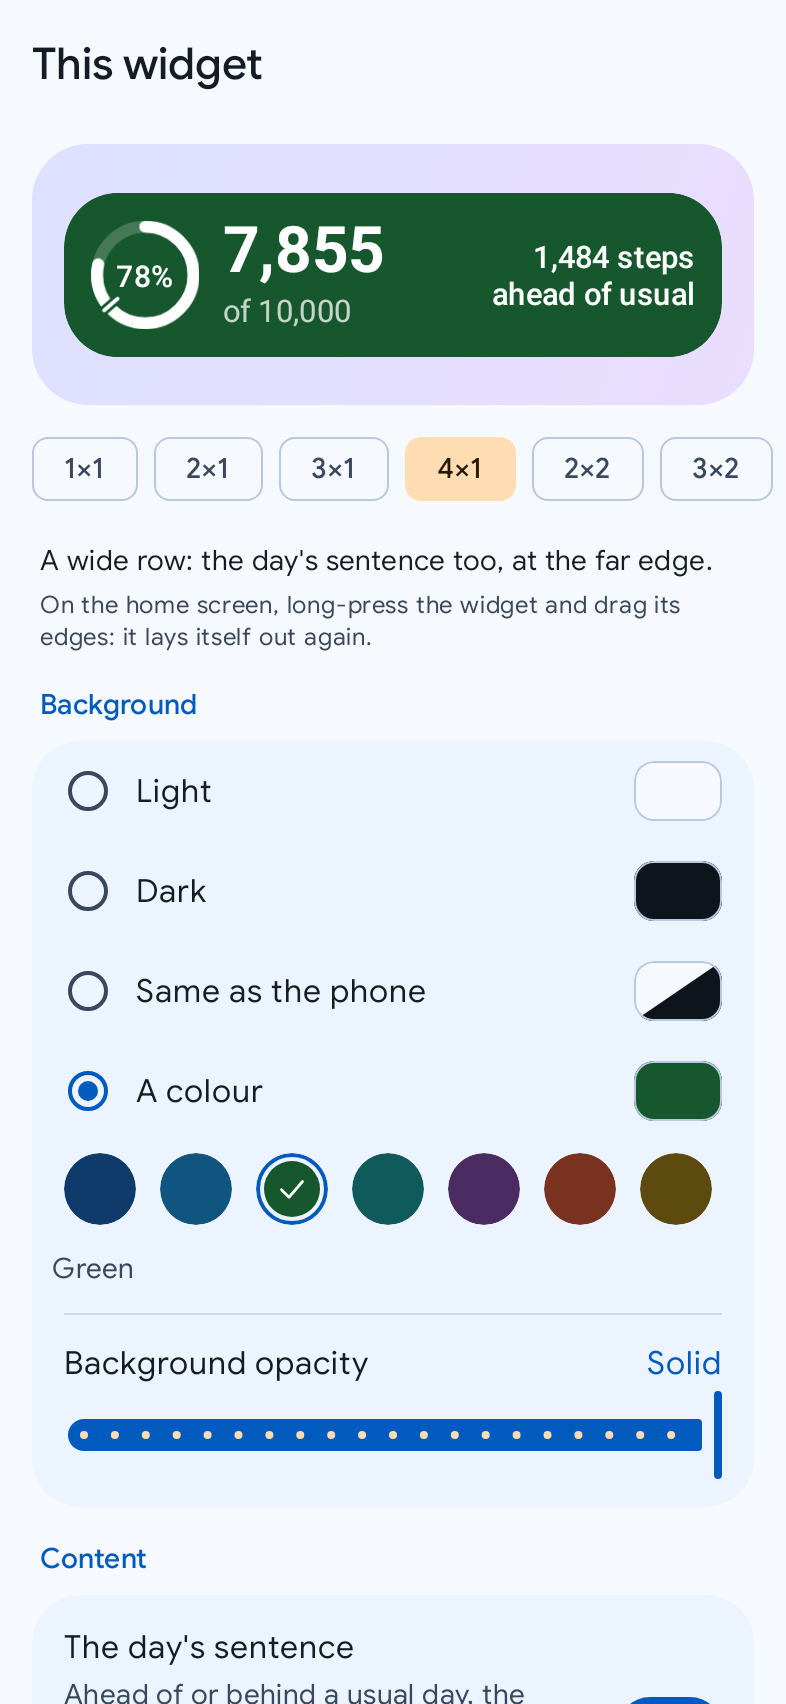 This widget
78%
7,855
of 10,000
1,484 steps
ahead of usual
1×1
2×1
3×1
4×1
2×2
3×2
A wide row: the day's sentence too, at the far edge.
On the home screen, long-press the widget and drag its
edges: it lays itself out again.
Background
Light
Dark
Same as the phone
A colour
Green
Background opacity
Solid
Content
The day's sentence
Ahead of or behind a usual day, the